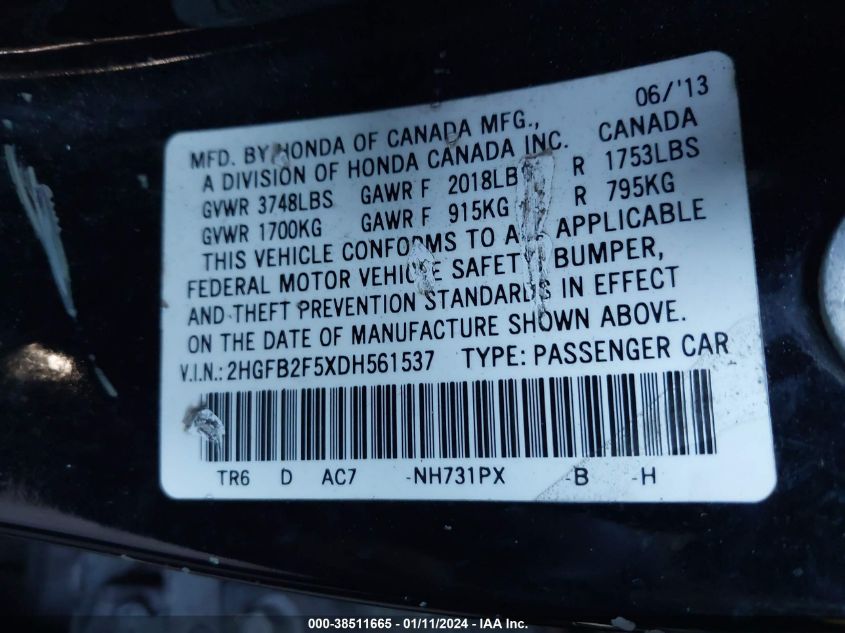 06/'13
MFD. BY HONDA OF CANADA MFG., CANADA
A DIVISION OF HONDA CANADA INC.
GVWR 3748LBS GAWR F 2018LB R 1753LBS
GVWR 1700KG GAWR F 915KG R 795KG
THIS VEHICLE CONFORMS TO ALL APPLICABLE
FEDERAL MOTOR VEHICLE SAFETY BUMPER,
AND THEFT PREVENTION STANDARDS IN EFFECT
ON THE DATE OF MANUFACTURE SHOWN ABOVE.
V.I.N.: 2HGFB2F5XDH561537 TYPE: PASSENGER CAR
TR6 D AC7 -NH731PX -B -H
000-38511665 - 01/11/2024 - IAA Inc.